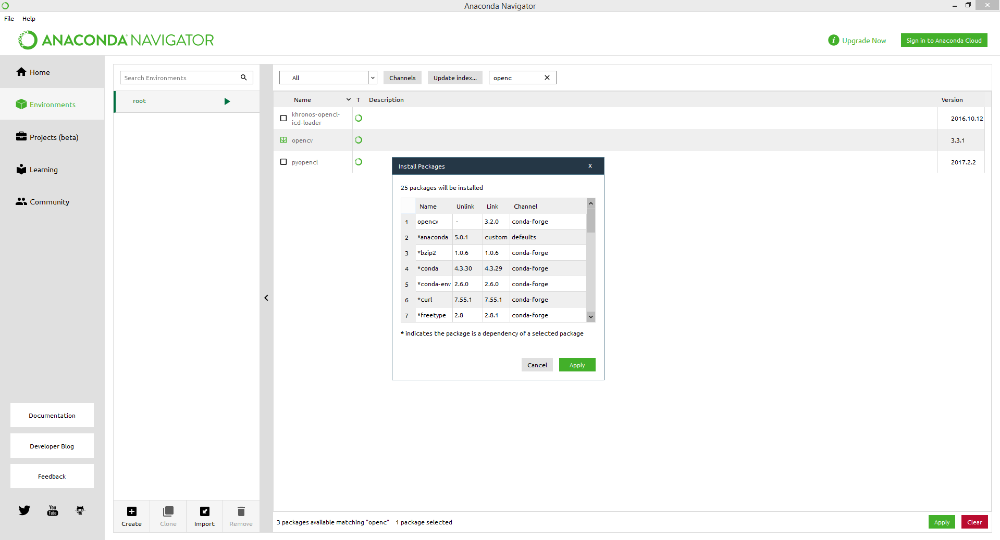 Anaconda Navigator
File Help
ANACONDA NAVIGATOR
i Upgrade Now
Sign in to Anaconda Cloud
Home
Environments
Projects (beta)
Learning
Community
Documentation
Developer Blog
Feedback
You
Tube
Search Environments
root
Create Clone Import Remove
All Channels Update index... openc
Name T Description Version
khronos-opencl-
icd-loader 2016.10.12
opencv 3.3.1
pyopencl 2017.2.2
Install Packages X
25 packages will be installed
Name Unlink Link Channel
1 opencv - 3.2.0 conda-forge
2 *anaconda 5.0.1 custom defaults
3 *bzip2 1.0.6 1.0.6 conda-forge
4 *conda 4.3.30 4.3.29 conda-forge
5 *conda-env 2.6.0 2.6.0 conda-forge
6 *curl 7.55.1 7.55.1 conda-forge
7 *freetype 2.8 2.8.1 conda-forge
* indicates the package is a dependency of a selected package
Cancel Apply
3 packages available matching "openc" 1 package selected
Apply Clear